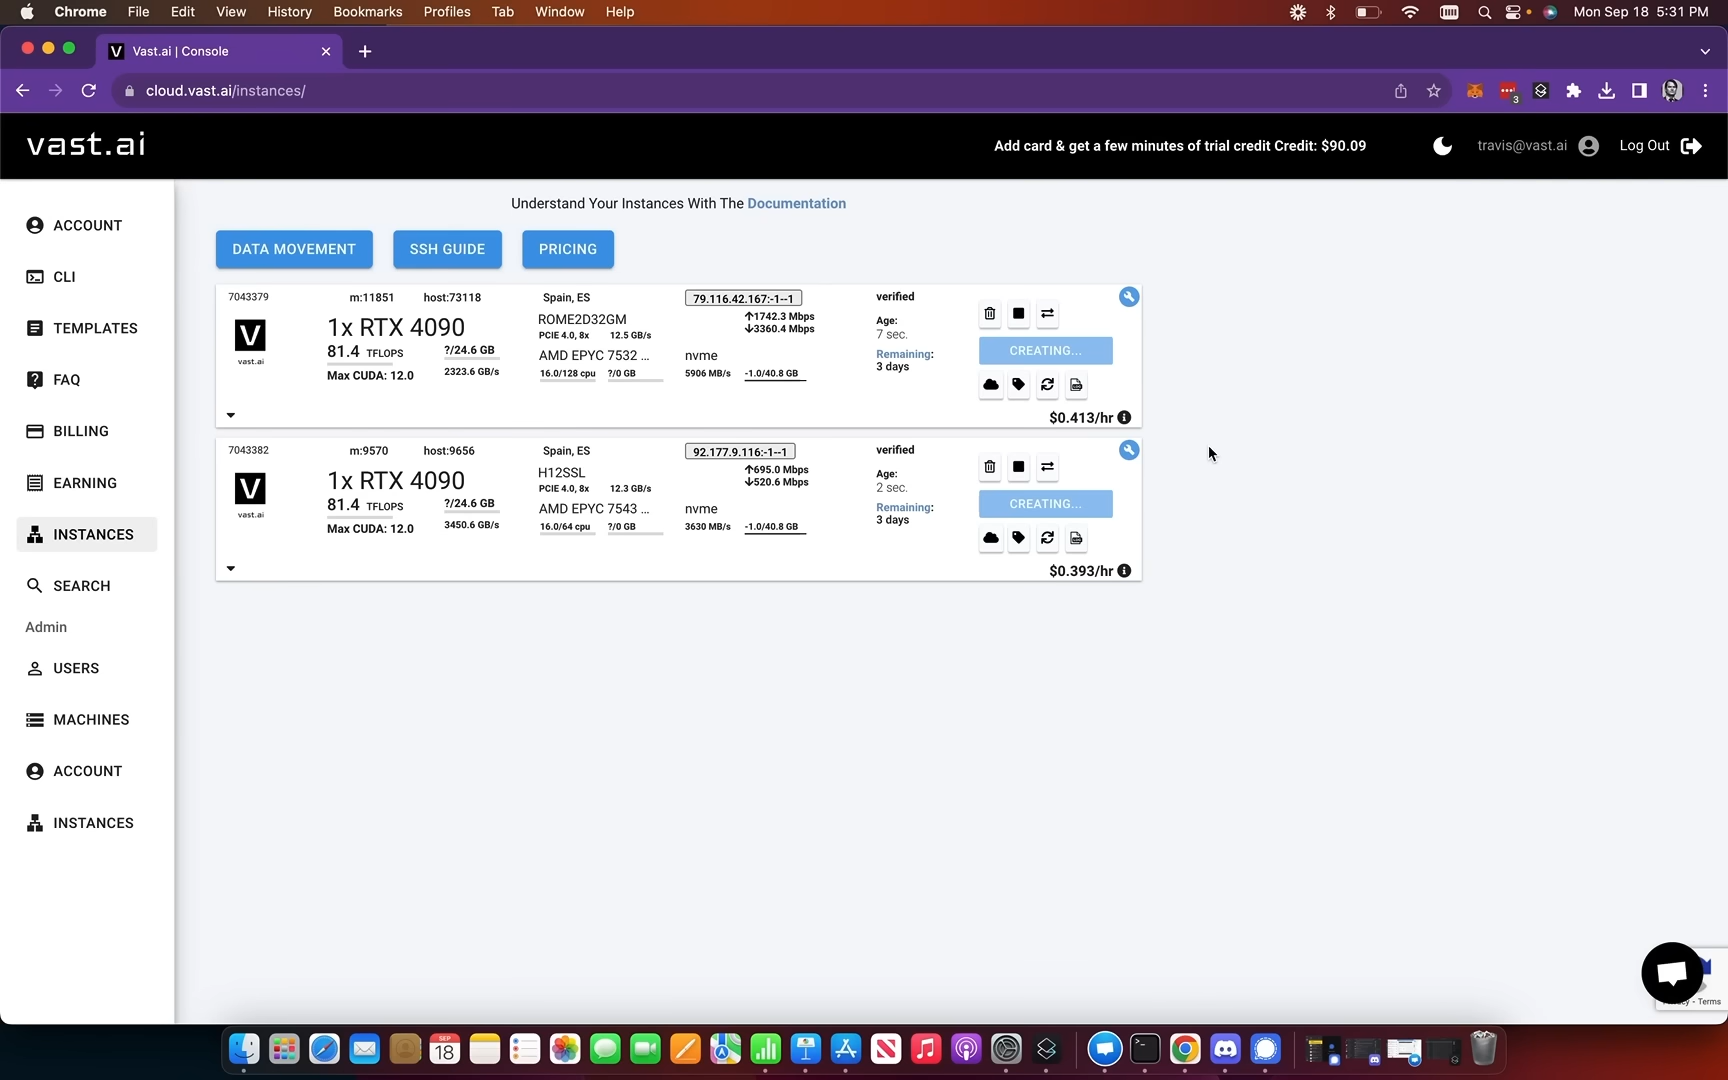 Chrome File Edit View History Bookmarks Profiles Tab Window Help Mon Sep 18 5:31 PM
Vast.ai | Console
cloud.vast.ai/instances/
3
vast.ai
Add card & get a few minutes of trial credit Credit: $90.09
travis@vast.ai
Log Out
ACCOUNT
CLI
TEMPLATES
FAQ
BILLING
EARNING
INSTANCES
SEARCH
Admin
USERS
MACHINES
ACCOUNT
INSTANCES
Understand Your Instances With The Documentation
DATA MOVEMENT SSH GUIDE PRICING
7043379 m:11851 host:73118 Spain, ES 79.116.42.167:-1--1 verified
V
vast.ai
1x RTX 4090
81.4 TFLOPS ?/24.6 GB
Max CUDA: 12.0 2323.6 GB/s
ROME2D32GM
PCIE 4.0, 8x 12.5 GB/s
AMD EPYC 7532 ...
16.0/128 cpu ?/0 GB
↑1742.3 Mbps
↓3360.4 Mbps
nvme
5906 MB/s -1.0/40.8 GB
Age:
7 sec.
Remaining:
3 days
CREATING...
$0.413/hr
7043382 m:9570 host:9656 Spain, ES 92.177.9.116:-1--1 verified
V
vast.ai
1x RTX 4090
81.4 TFLOPS ?/24.6 GB
Max CUDA: 12.0 3450.6 GB/s
H12SSL
PCIE 4.0, 8x 12.3 GB/s
AMD EPYC 7543 ...
16.0/64 cpu ?/0 GB
↑695.0 Mbps
↓520.6 Mbps
nvme
3630 MB/s -1.0/40.8 GB
Age:
2 sec.
Remaining:
3 days
CREATING...
$0.393/hr
- Terms
SEP
18